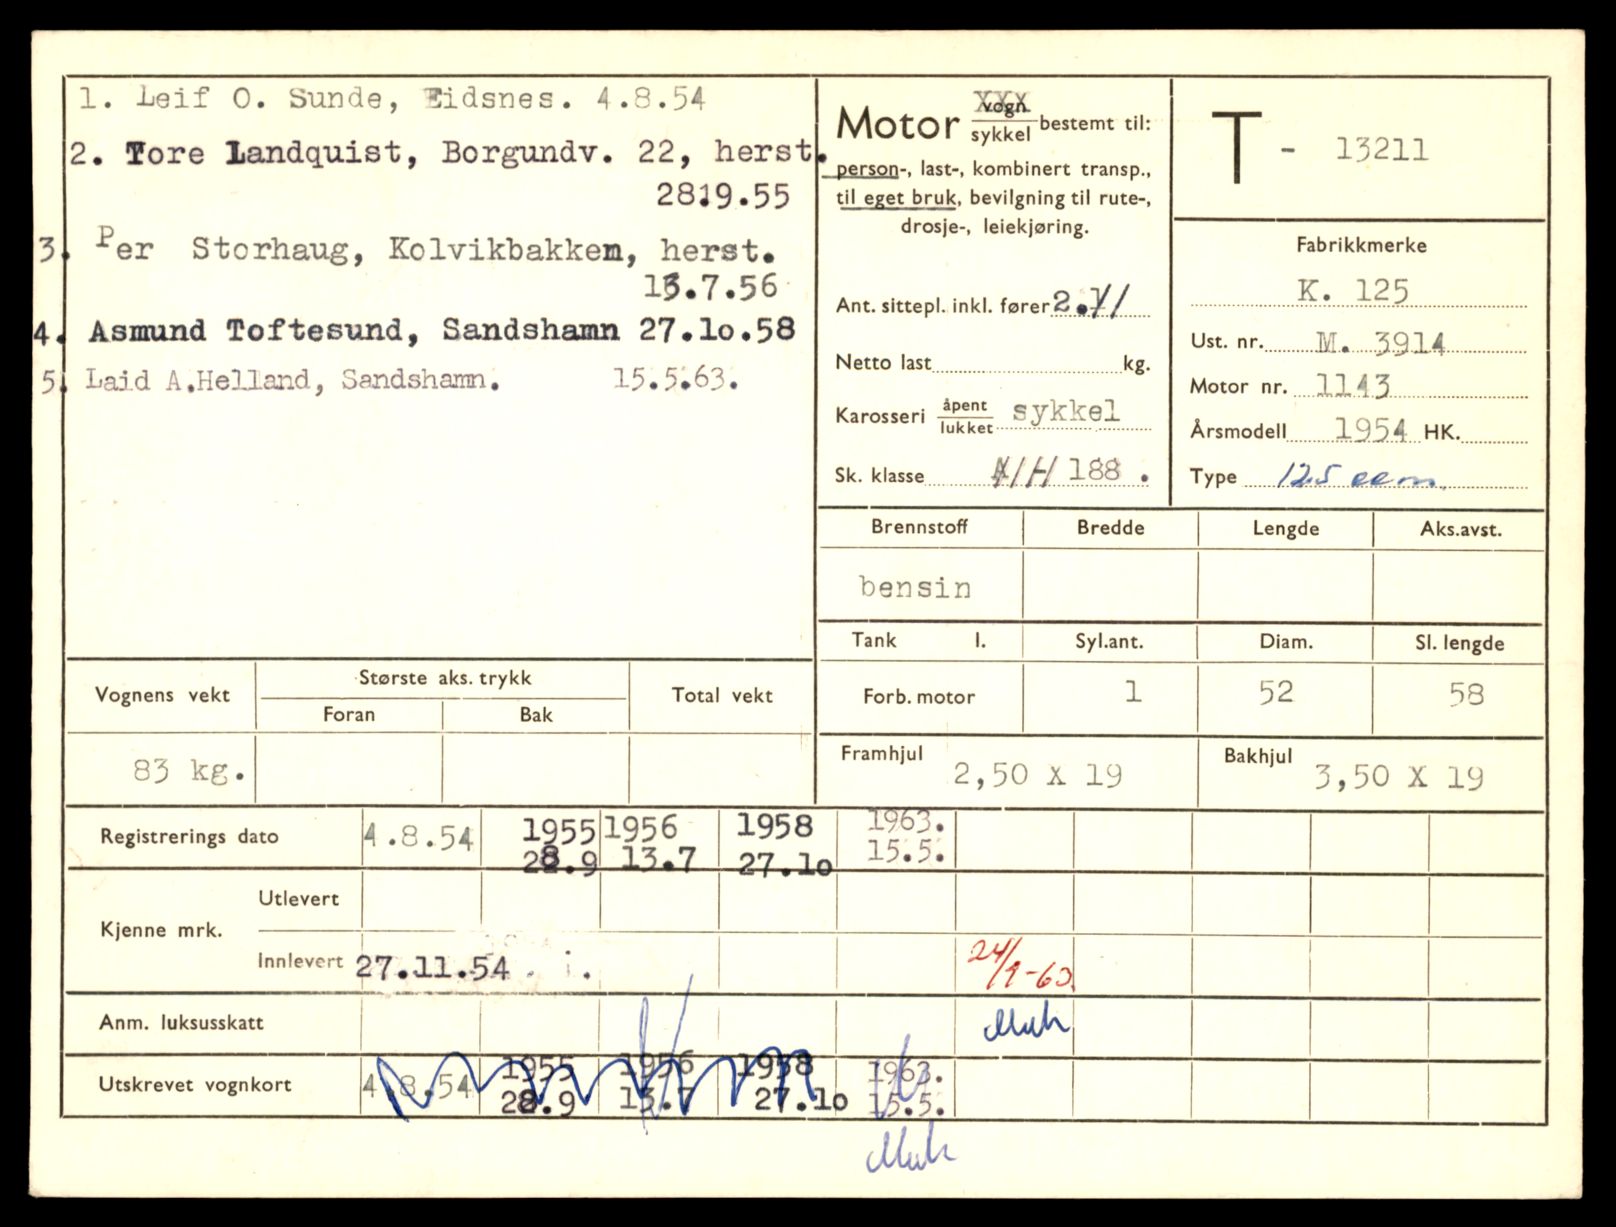 1. Leif O. Sunde, Eidsnes. 4.8.54
2. Tore Landquist, Borgundv. 22, herst.
2819.55
3. Per Storhaug, Kolvikbakken, herst.
13.7.56
4. Asmund Toftesund, Sandshamn 27.10.58
5. Laid A.Helland, Sandshamn. 15.5.63.
Motor vogn XXX
sykkel bestemt til:
person-, last-, kombinert transp.,
til eget bruk, bevilgning til rute-,
drosje-, leiekjøring.
Ant. sittepl. inkl. fører 2.
Netto last kg.
Karosseri åpent
lukket sykkel
Sk. klasse 188 .
T - 13211
Fabrikkmerke
K. 125
Ust. nr. M. 3914
Motor nr. 1143
Årsmodell 1954 HK.
Type 125 ccm.
Brennstoff Bredde Lengde Aks.avst.
bensin
Tank l. Syl.ant. Diam. Sl. lengde
Forb. motor 1 52 58
Framhjul 2,50 X 19 Bakhjul 3,50 X 19
Vognens vekt Største aks. trykk Total vekt
Foran Bak
83 kg.
Registrerings dato 4.8.54 1955 1956 1958 1963.
28.9 13.7 27.10 15.5.
Kjenne mrk. Utlevert
Innlevert 27.11.54 24/9-63.
Anm. luksusskatt
Utskrevet vognkort 4.8.54 1955 1956 1958 1963.
28.9 13.7 27.10 15.5.